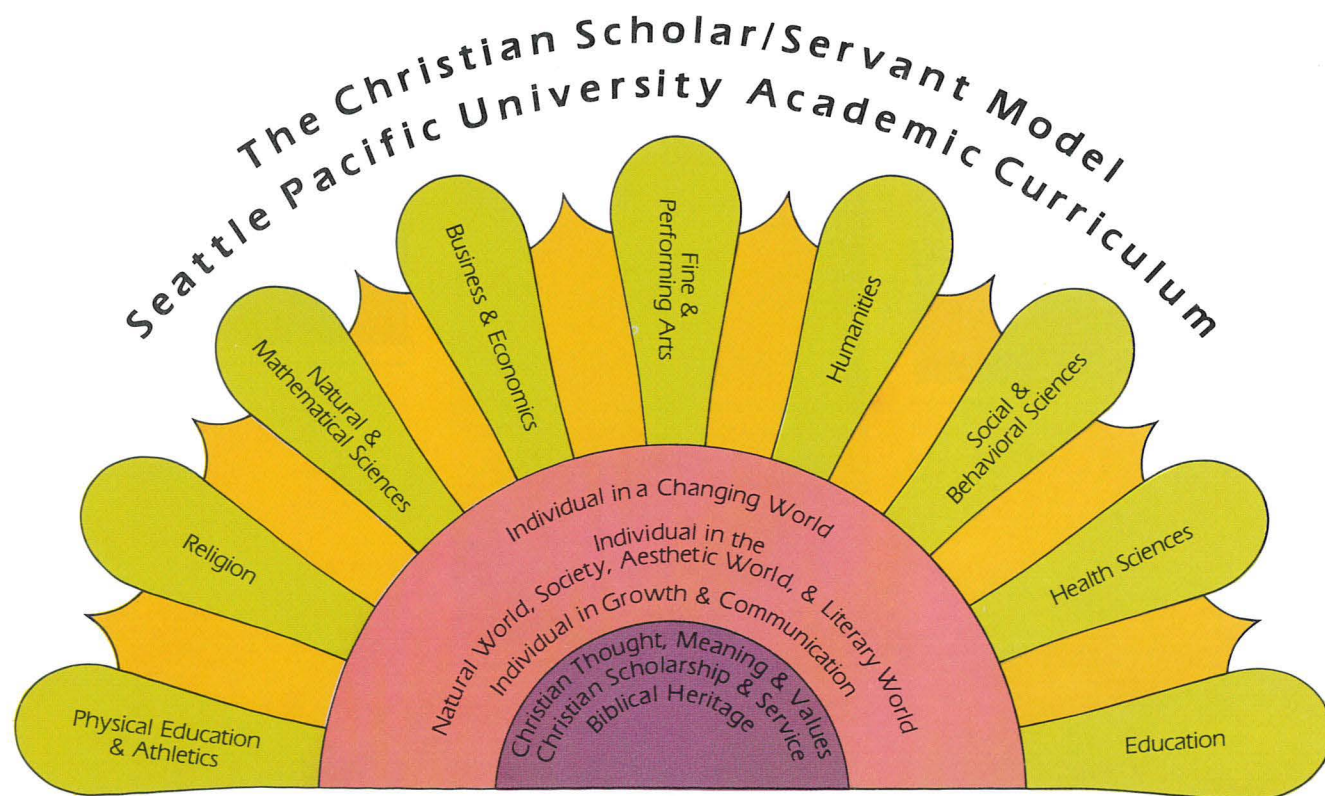 The Christian Scholar/Servant Model
Seattle Pacific University Academic Curriculum
Physical Education
& Athletics
Religion
Natural &
Mathematical Sciences
Business & Economics
Fine &
Performing Arts
Humanities
Social &
Behavioral Sciences
Health Sciences
Education
Individual in a Changing World
Individual in the
Natural World, Society, Aesthetic World, & Literary World
Individual in Growth & Communication
Christian Thought, Meaning & Values
Christian Scholarship & Service
Biblical Heritage